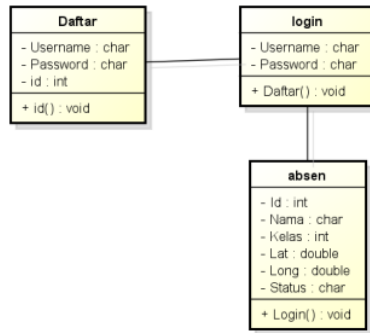 Daftar
- Username : char
- Password : char
- id : int
+ id() : void
login
- Username : char
- Password : char
+ Daftar() : void
absen
- Id : int
- Nama : char
- Kelas : int
- Lat : double
- Long : double
- Status : char
+ Login() : void